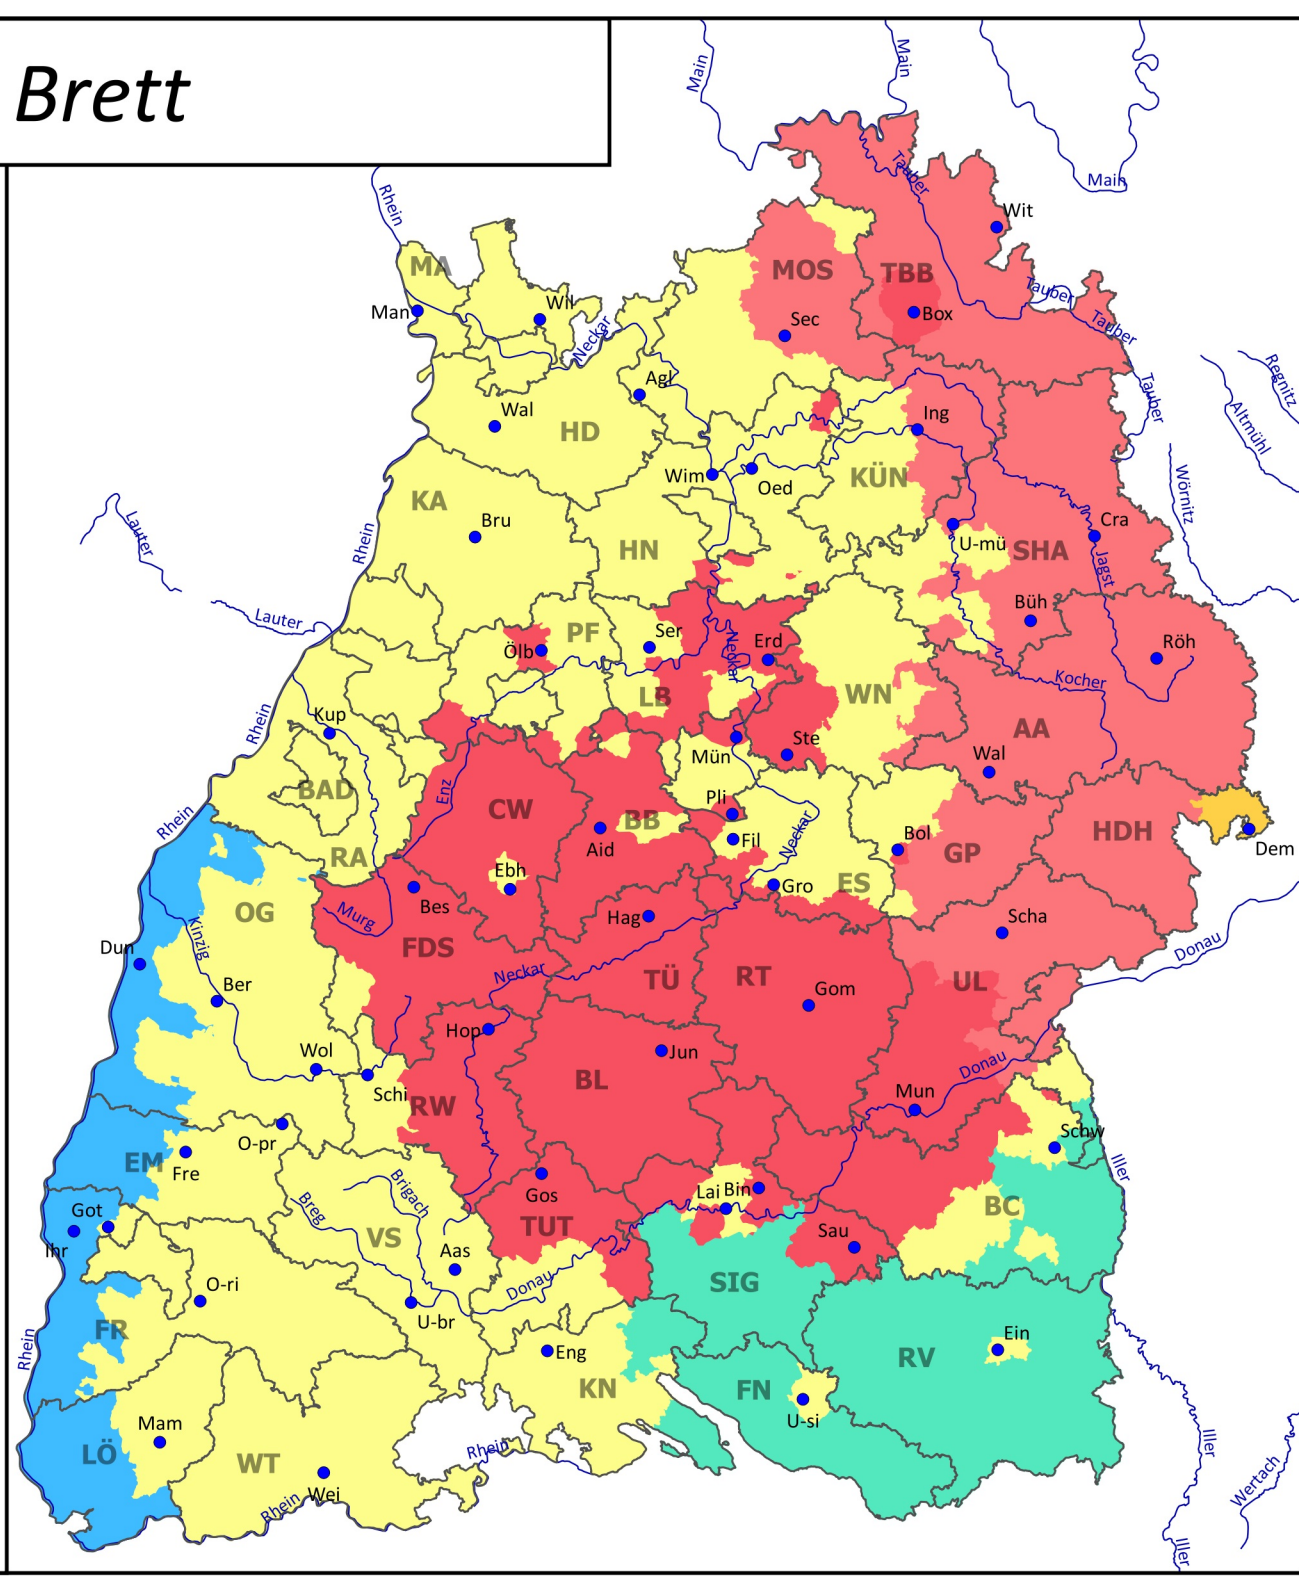 Brett
Main
Main
Main
Tauber
Wit
Rhein
MA
MOS
TBB
Tauber
Man
Wil
Sec
Box
Tauber
Neckar
Regnitz
Agl
Tauber
Wal
HD
Ing
Altmühl
Wim
Oed
KÜN
KA
Wörnitz
Bru
Cra
Lauter
Rhein
HN
U-mü
SHA
Jagst
Büh
Lauter
PF
Ser
Erd
Röh
Ölb
Neckar
LB
WN
Kocher
Kup
Rhein
AA
Ste
Mün
Wal
BAD
Enz
CW
Pli
BB
Rhein
Aid
Fil
Neckar
Bol
HDH
Dem
RA
Ebh
GP
Gro
ES
Bes
OG
Murg
Hag
Scha
Kinzig
Dun
FDS
Neckar
TÜ
RT
UL
Donau
Ber
Gom
Hop
Wol
Jun
Schi
BL
Donau
Mun
RW
O-pr
Schw
EM
Fre
Iller
Gos
Lai
Bin
Breg
Brigach
BC
Got
TUT
Ihr
VS
Sau
Aas
SIG
O-ri
Donau
U-br
FR
Rhein
Eng
Ein
RV
KN
FN
U-si
Mam
LÖ
WT
Rhein
Iller
Wei
Rhein
Wertach
Iller